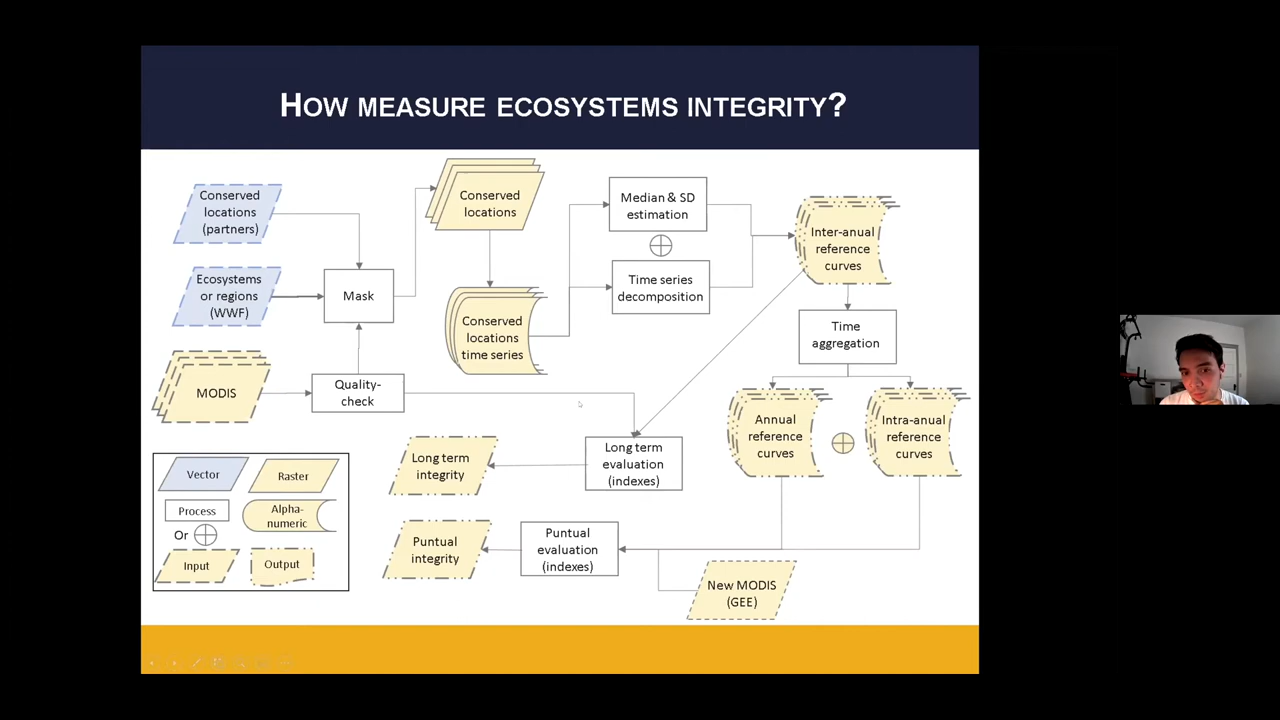 HOW MEASURE ECOSYSTEMS INTEGRITY?
Conserved
locations
(partners)
Ecosystems
or regions
(WWF)
MODIS
Mask
Quality-
check
Conserved
locations
Conserved
locations
time series
Median & SD
estimation
Time series
decomposition
Inter-anual
reference
curves
Time
aggregation
Annual
reference
curves
Intra-anual
reference
curves
Long term
evaluation
(indexes)
Long term
integrity
Puntual
evaluation
(indexes)
Puntual
integrity
New MODIS
(GEE)
Vector
Raster
Process
Alpha-
numeric
Or
Input
Output